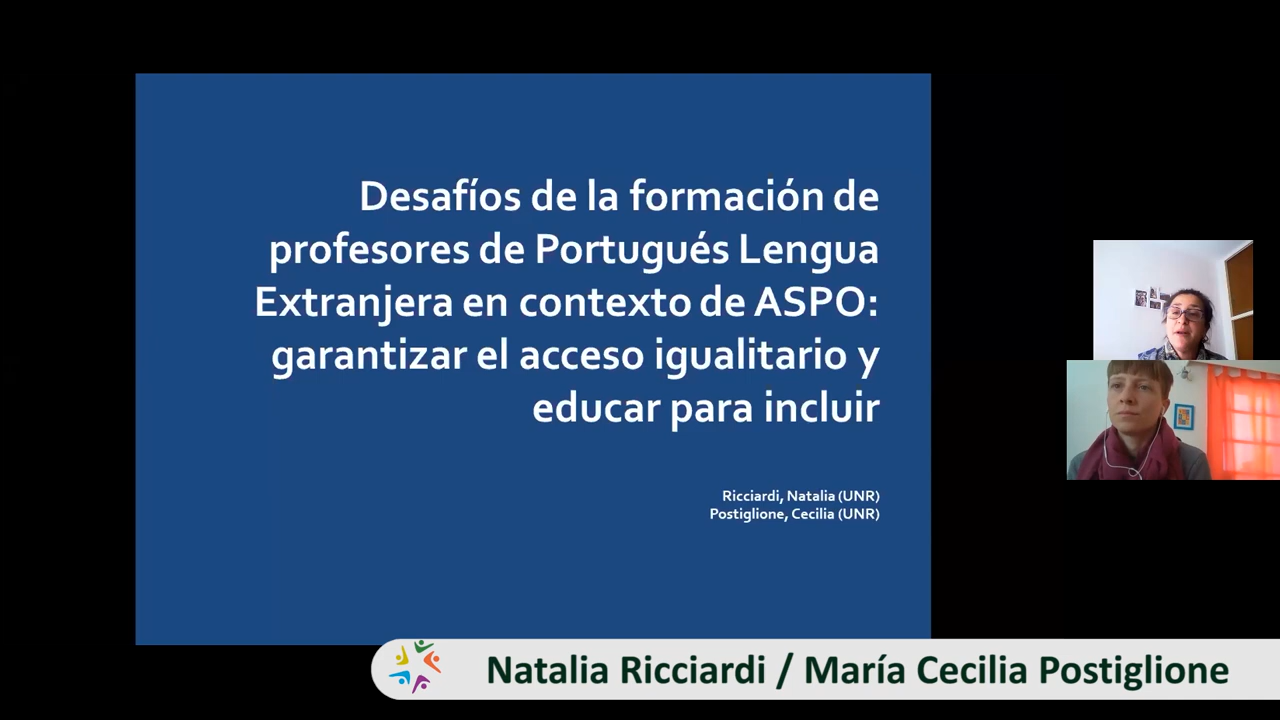 Desafíos de la formación de
profesores de Portugués Lengua
Extranjera en contexto de ASPO:
garantizar el acceso igualitario y
educar para incluir
Ricciardi, Natalia (UNR)
Postiglione, Cecilia (UNR)
Natalia Ricciardi / María Cecilia Postiglione